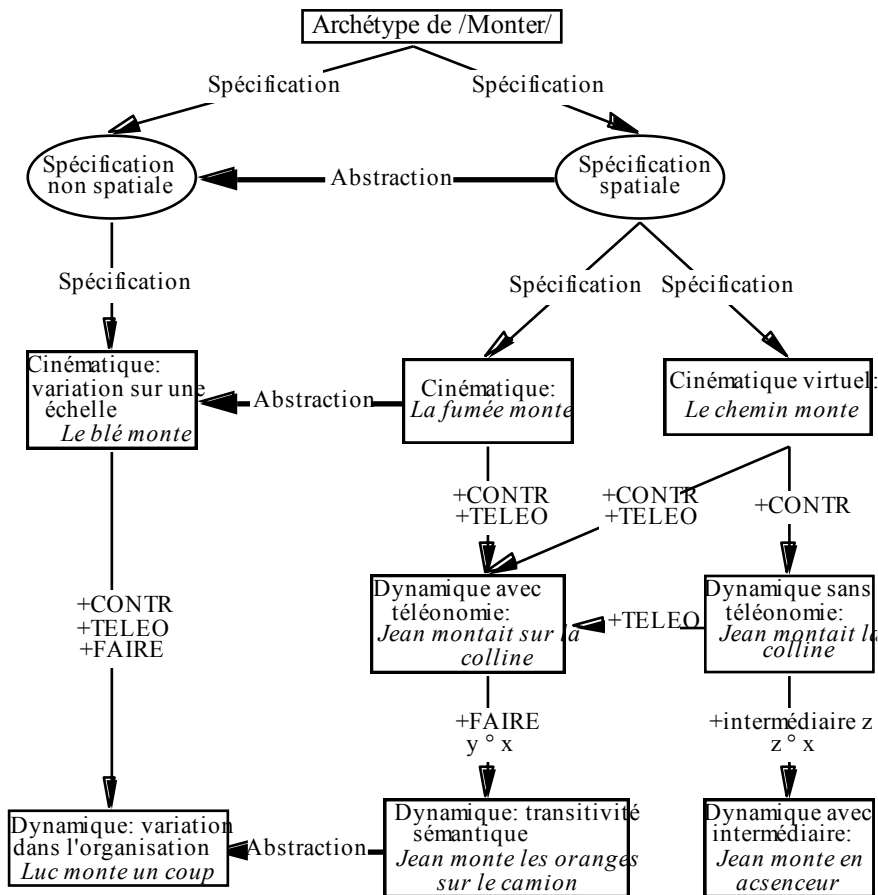 Archétype de /Monter/
Spécification
Spécification
Spécification
non spatiale
Abstraction
Spécification
spatiale
Spécification
Spécification
Spécification
Cinématique:
variation sur une
échelle
Le blé monte
Abstraction
Cinématique:
La fumée monte
Cinématique virtuel:
Le chemin monte
+CONTR
+TELEO
+CONTR
+TELEO
+CONTR
+CONTR
+TELEO
+FAIRE
Dynamique avec
téléonomie:
Jean montait sur la
colline
+TELEO
Dynamique sans
téléonomie:
Jean montait la
colline
+FAIRE
y ° x
+intermédiaire z
z ° x
Dynamique: variation
dans l'organisation
Luc monte un coup
Abstraction
Dynamique: transitivité
sémantique
Jean monte les oranges
sur le camion
Dynamique avec
intermédiaire:
Jean monte en
acsenceur